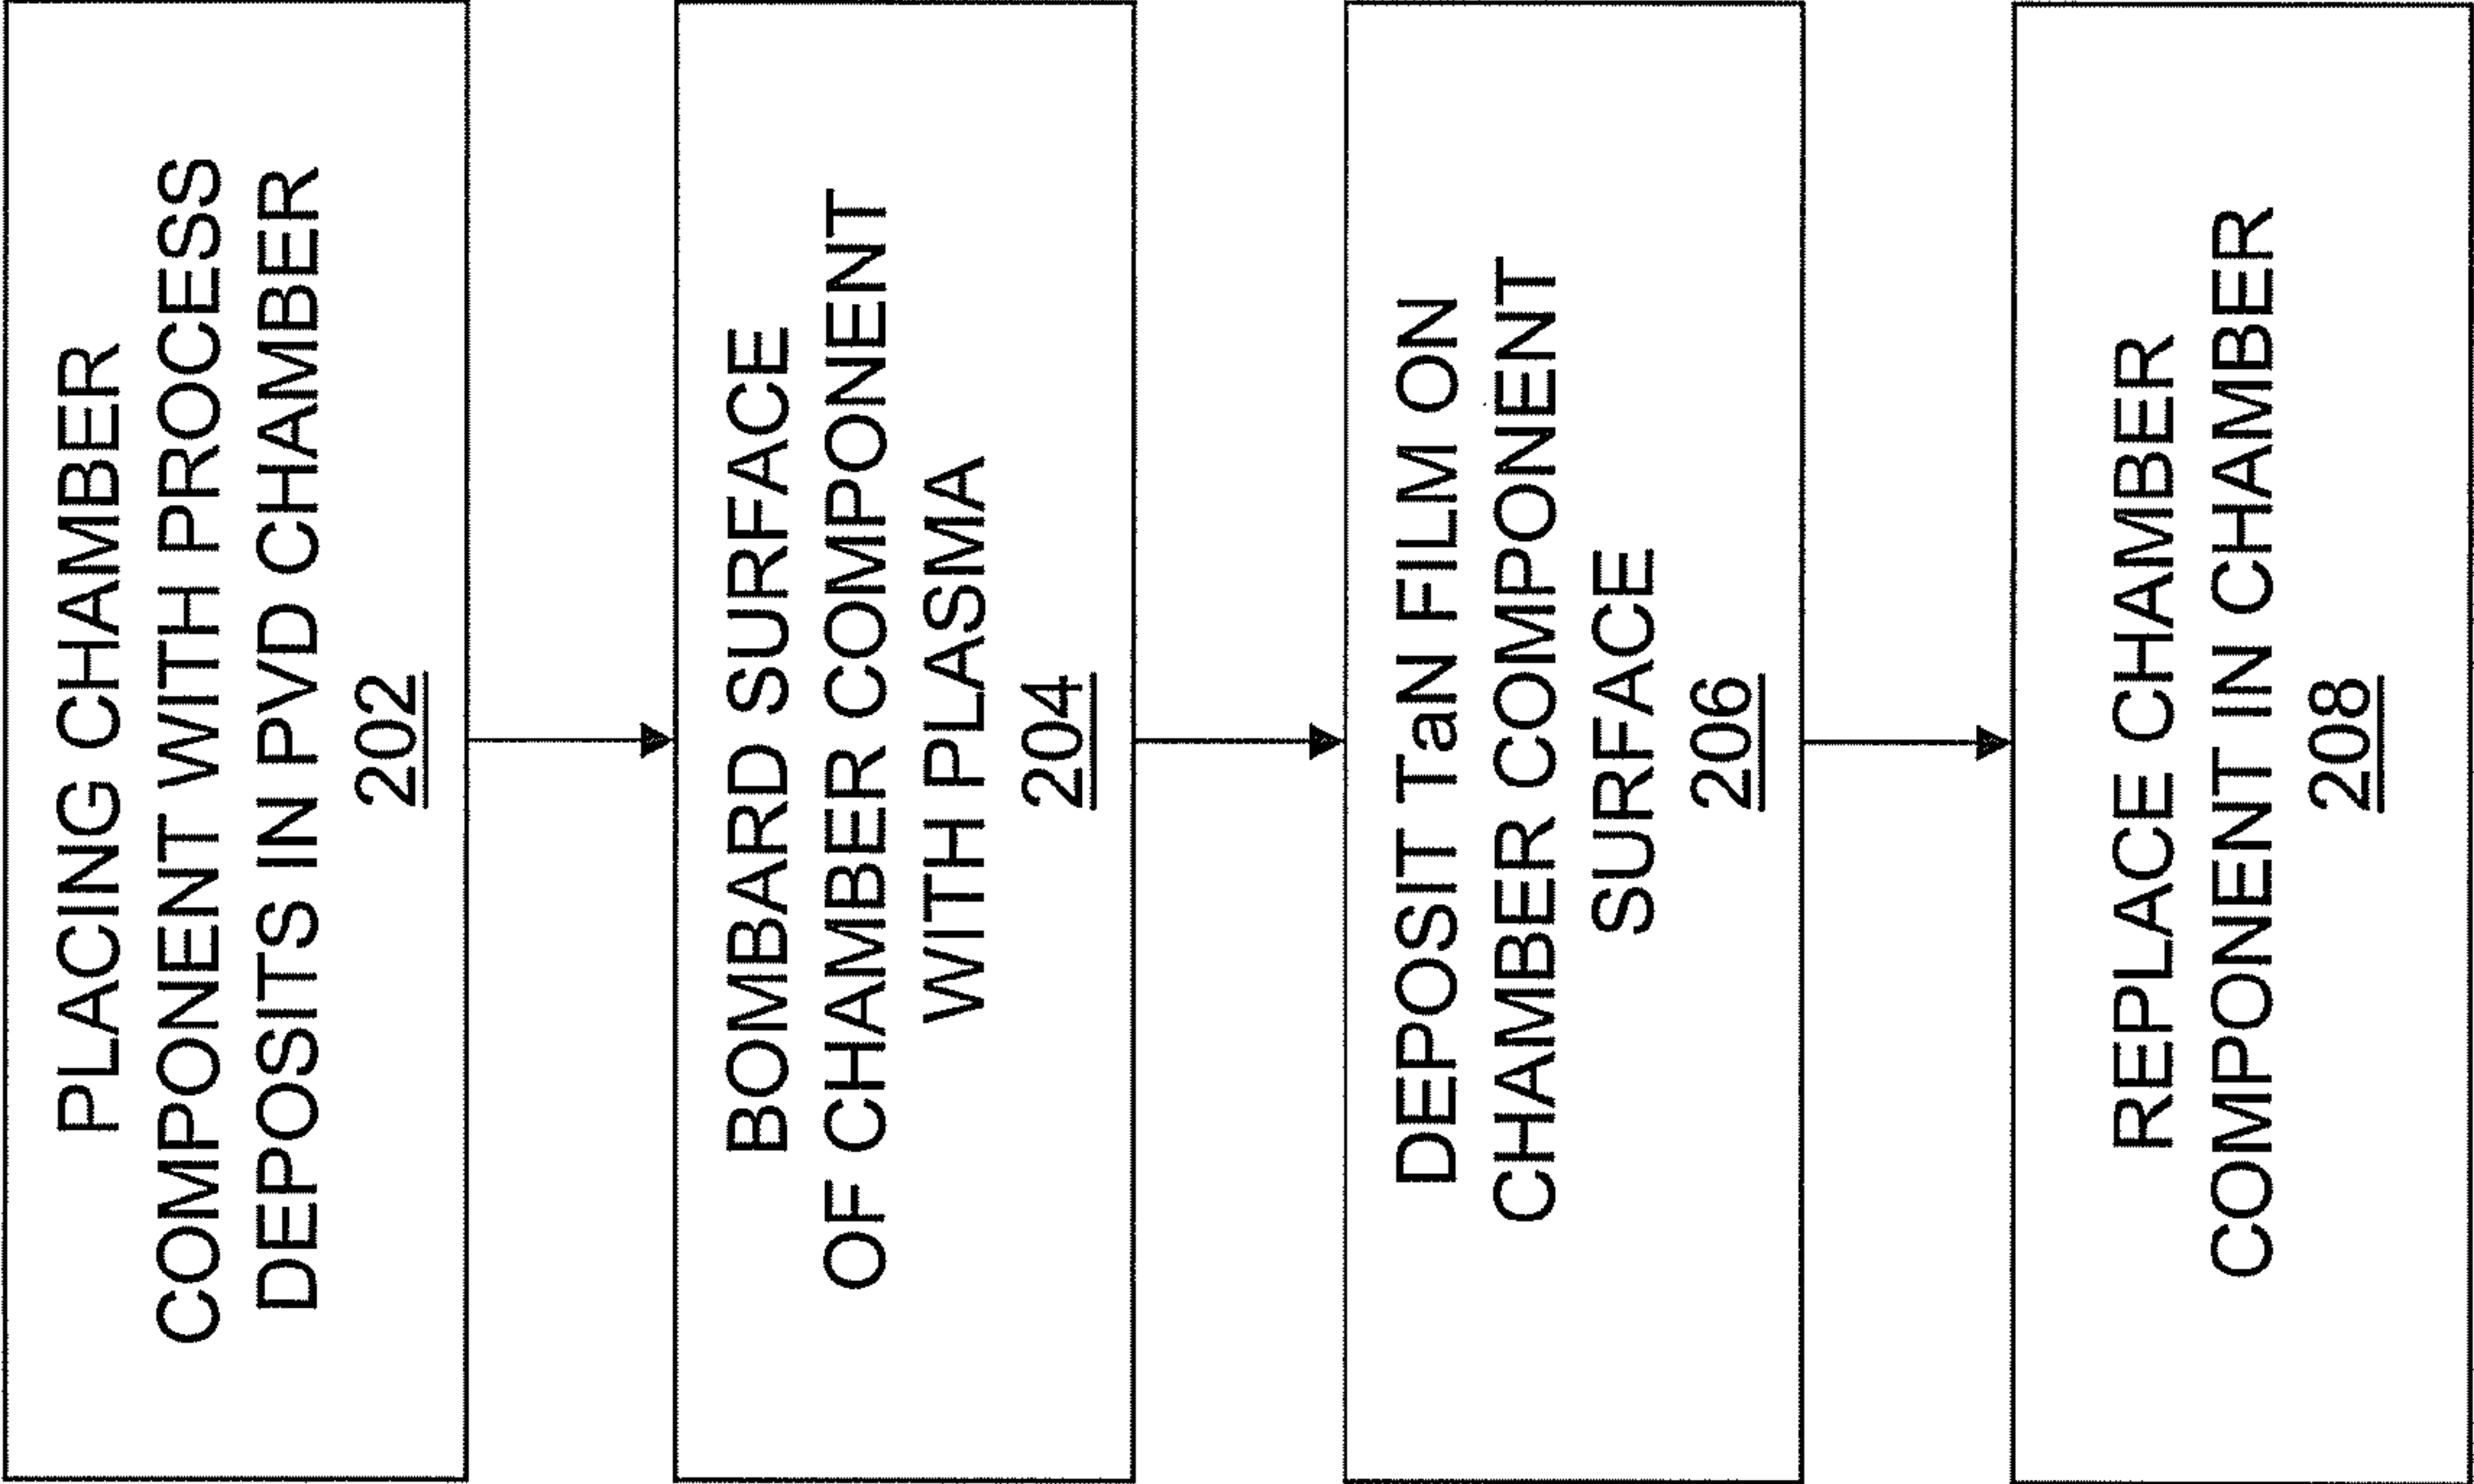 PLACING CHAMBER
COMPONENT WITH PROCESS
DEPOSITS IN PVD CHAMBER
202
BOMBARD SURFACE
OF CHAMBER COMPONENT
WITH PLASMA
204
DEPOSIT TaN FILM ON
CHAMBER COMPONENT
SURFACE
206
REPLACE CHAMBER
COMPONENT IN CHAMBER
208